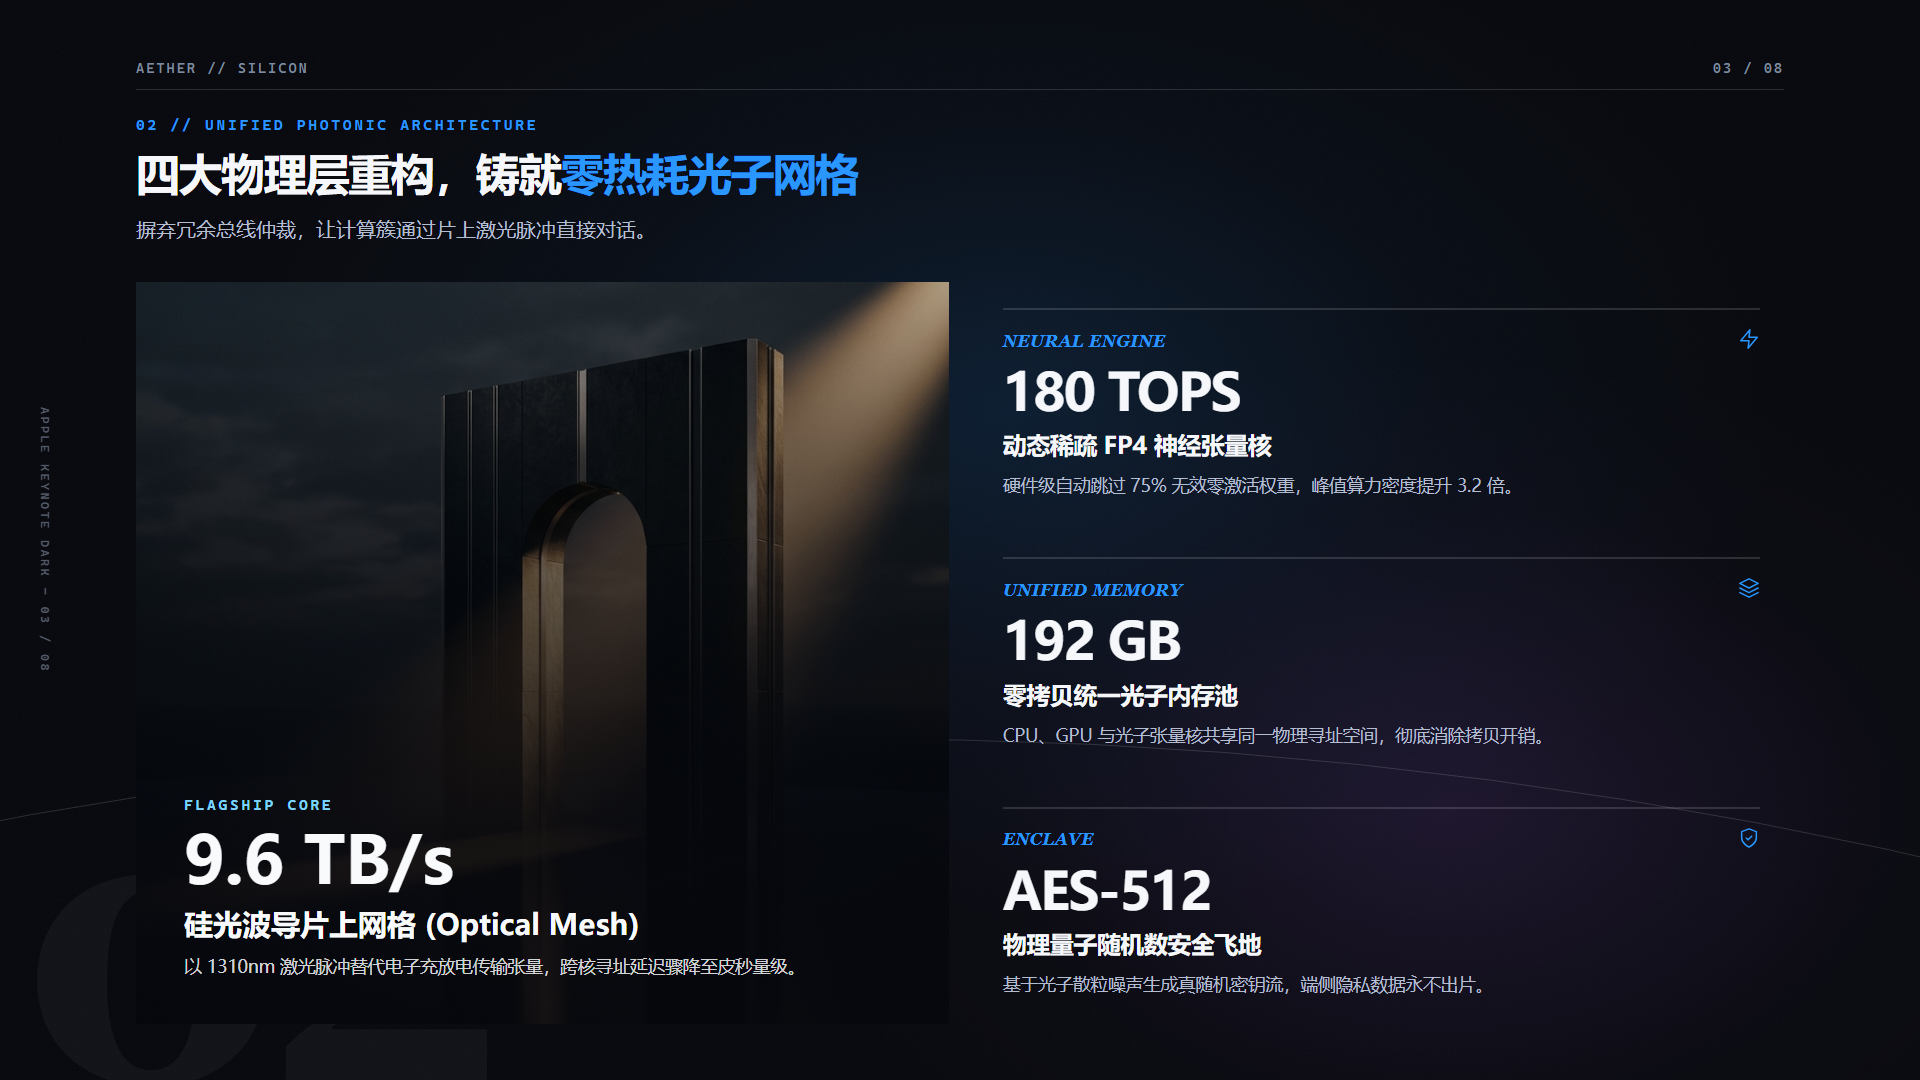 AETHER // SILICON
03 / 08
02 // UNIFIED PHOTONIC ARCHITECTURE
四大物理层重构，铸就零热耗光子网格
摒弃冗余总线仲裁，让计算簇通过片上激光脉冲直接对话。
APPLE KEYNOTE DARK — 03 / 08
FLAGSHIP CORE
9.6 TB/s
硅光波导片上网格 (Optical Mesh)
以 1310nm 激光脉冲替代电子充放电传输张量，跨核寻址延迟骤降至皮秒量级。
NEURAL ENGINE
180 TOPS
动态稀疏 FP4 神经张量核
硬件级自动跳过 75% 无效零激活权重，峰值算力密度提升 3.2 倍。
UNIFIED MEMORY
192 GB
零拷贝统一光子内存池
CPU、GPU 与光子张量核共享同一物理寻址空间，彻底消除拷贝开销。
ENCLAVE
AES-512
物理量子随机数安全飞地
基于光子散粒噪声生成真随机密钥流，端侧隐私数据永不出片。
02